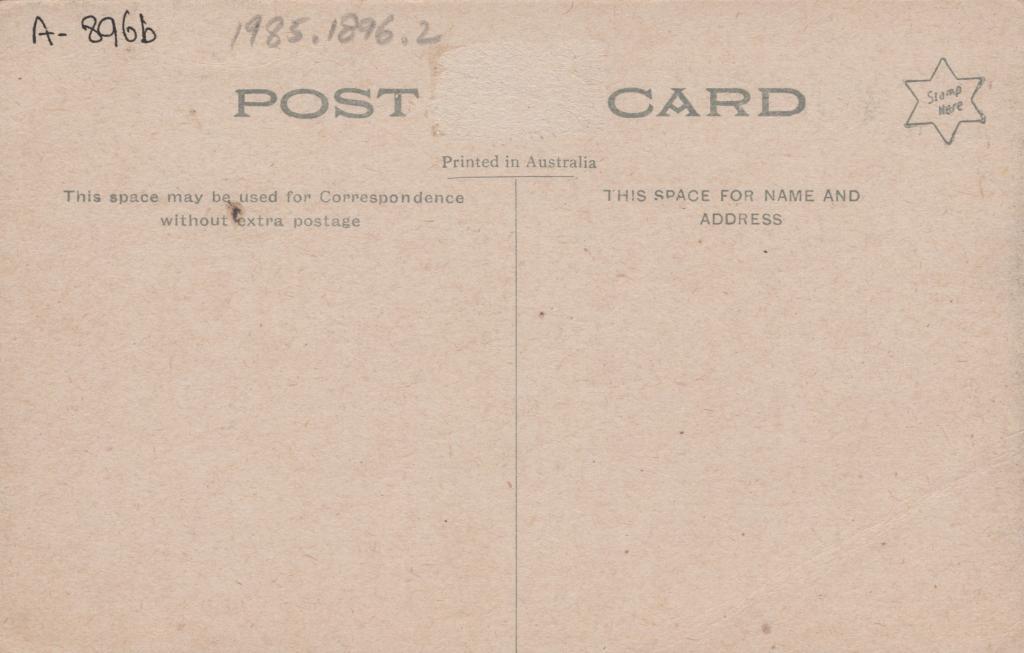 A-896b
1985.1896.2
POST CARD
Stamp
Here
Printed in Australia
This space may be used for Correspondence
without extra postage
THIS SPACE FOR NAME AND
ADDRESS